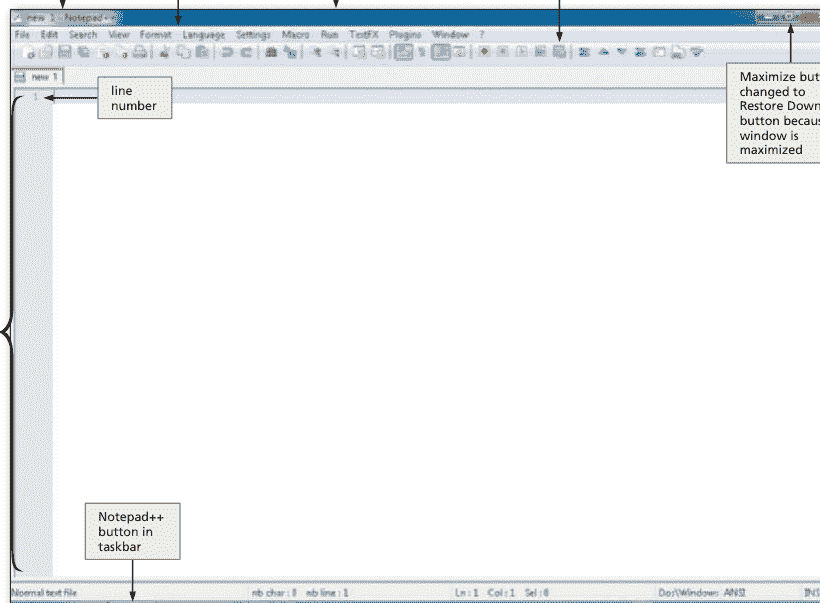 new 1 - Notepad++
File Edit Search View Format Language Settings Macro Run TextFX Plugins Window ?
new 1
1
line
number
Maximize but
changed to
Restore Down
button becaus
window is
maximized
Notepad++
button in
taskbar
Normal text file nb char : 0 nb line : 1 Ln : 1 Col : 1 Sel : 0 Dos\Windows ANSI INS